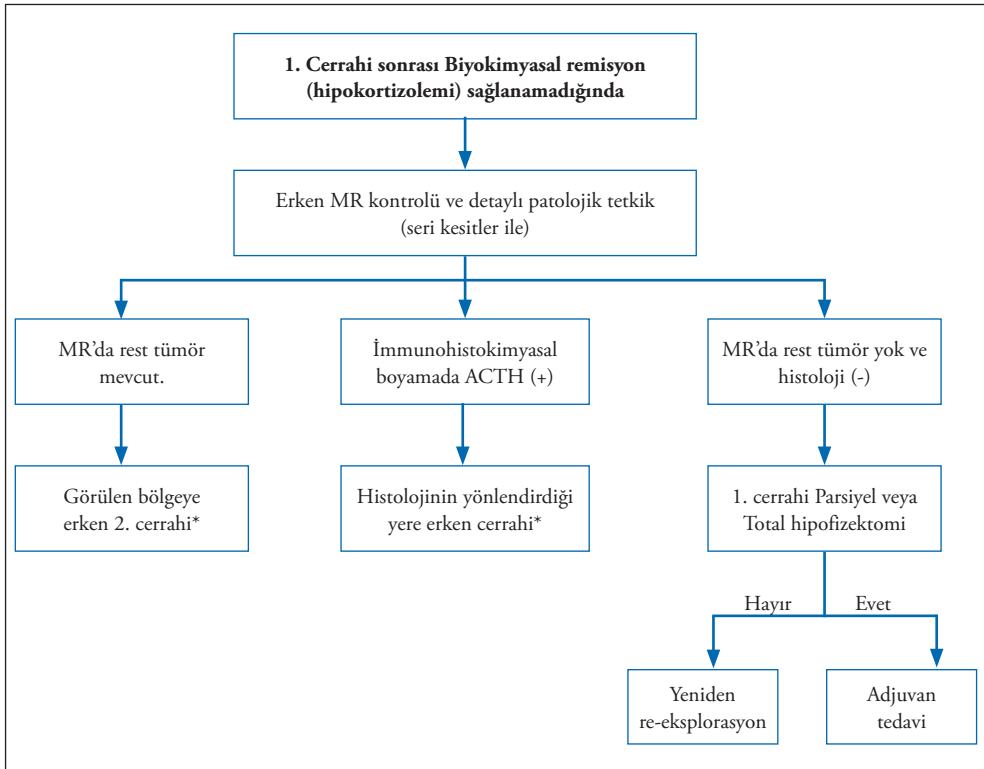 1. Cerrahi sonrası Biyokimyasal remisyon
(hipokortizolemi) sağlanamadığında
Erken MR kontrolü ve detaylı patolojik tetkik
(seri kesitler ile)
MR’da rest tümör
mevcut.
İmmunohistokimyasal
boyamada ACTH (+)
MR’da rest tümör yok ve
histoloji (-)
Görülen bölgeye
erken 2. cerrahi*
Histolojinin yönlendirdiği
yere erken cerrahi*
1. cerrahi Parsiyel veya
Total hipofizektomi
Hayır
Evet
Yeniden
re-eksplorasyon
Adjuvan
tedavi